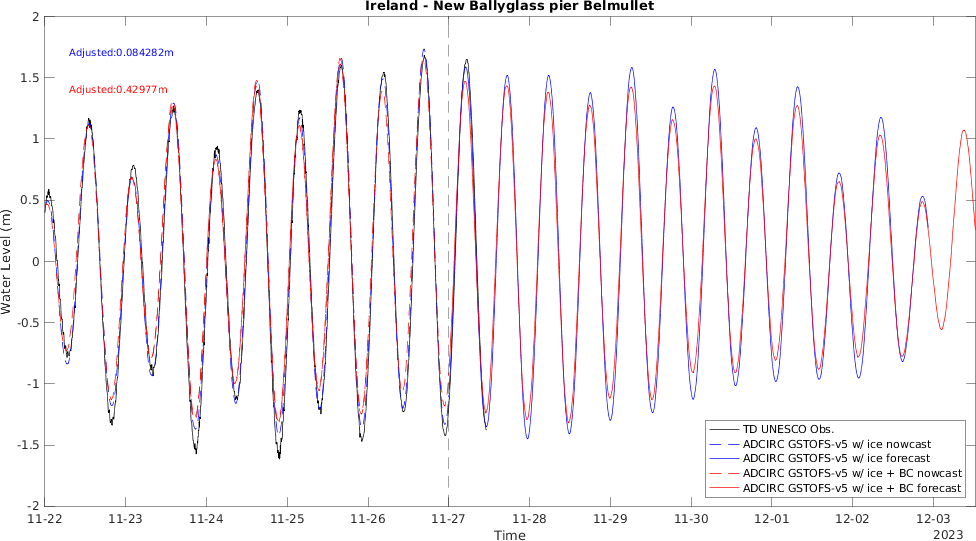 Ireland - New Ballyglass pier Belmullet
2
1.5
1
0.5
0
-0.5
-1
-1.5
-2
Water Level (m)
Adjusted:0.084282m
Adjusted:0.42977m
TD UNESCO Obs.
ADCIRC GSTOFS-v5 w/ ice nowcast
ADCIRC GSTOFS-v5 w/ ice forecast
ADCIRC GSTOFS-v5 w/ ice + BC nowcast
ADCIRC GSTOFS-v5 w/ ice + BC forecast
11-22 11-23 11-24 11-25 11-26 11-27 11-28 11-29 11-30 12-01 12-02 12-03
2023
Time